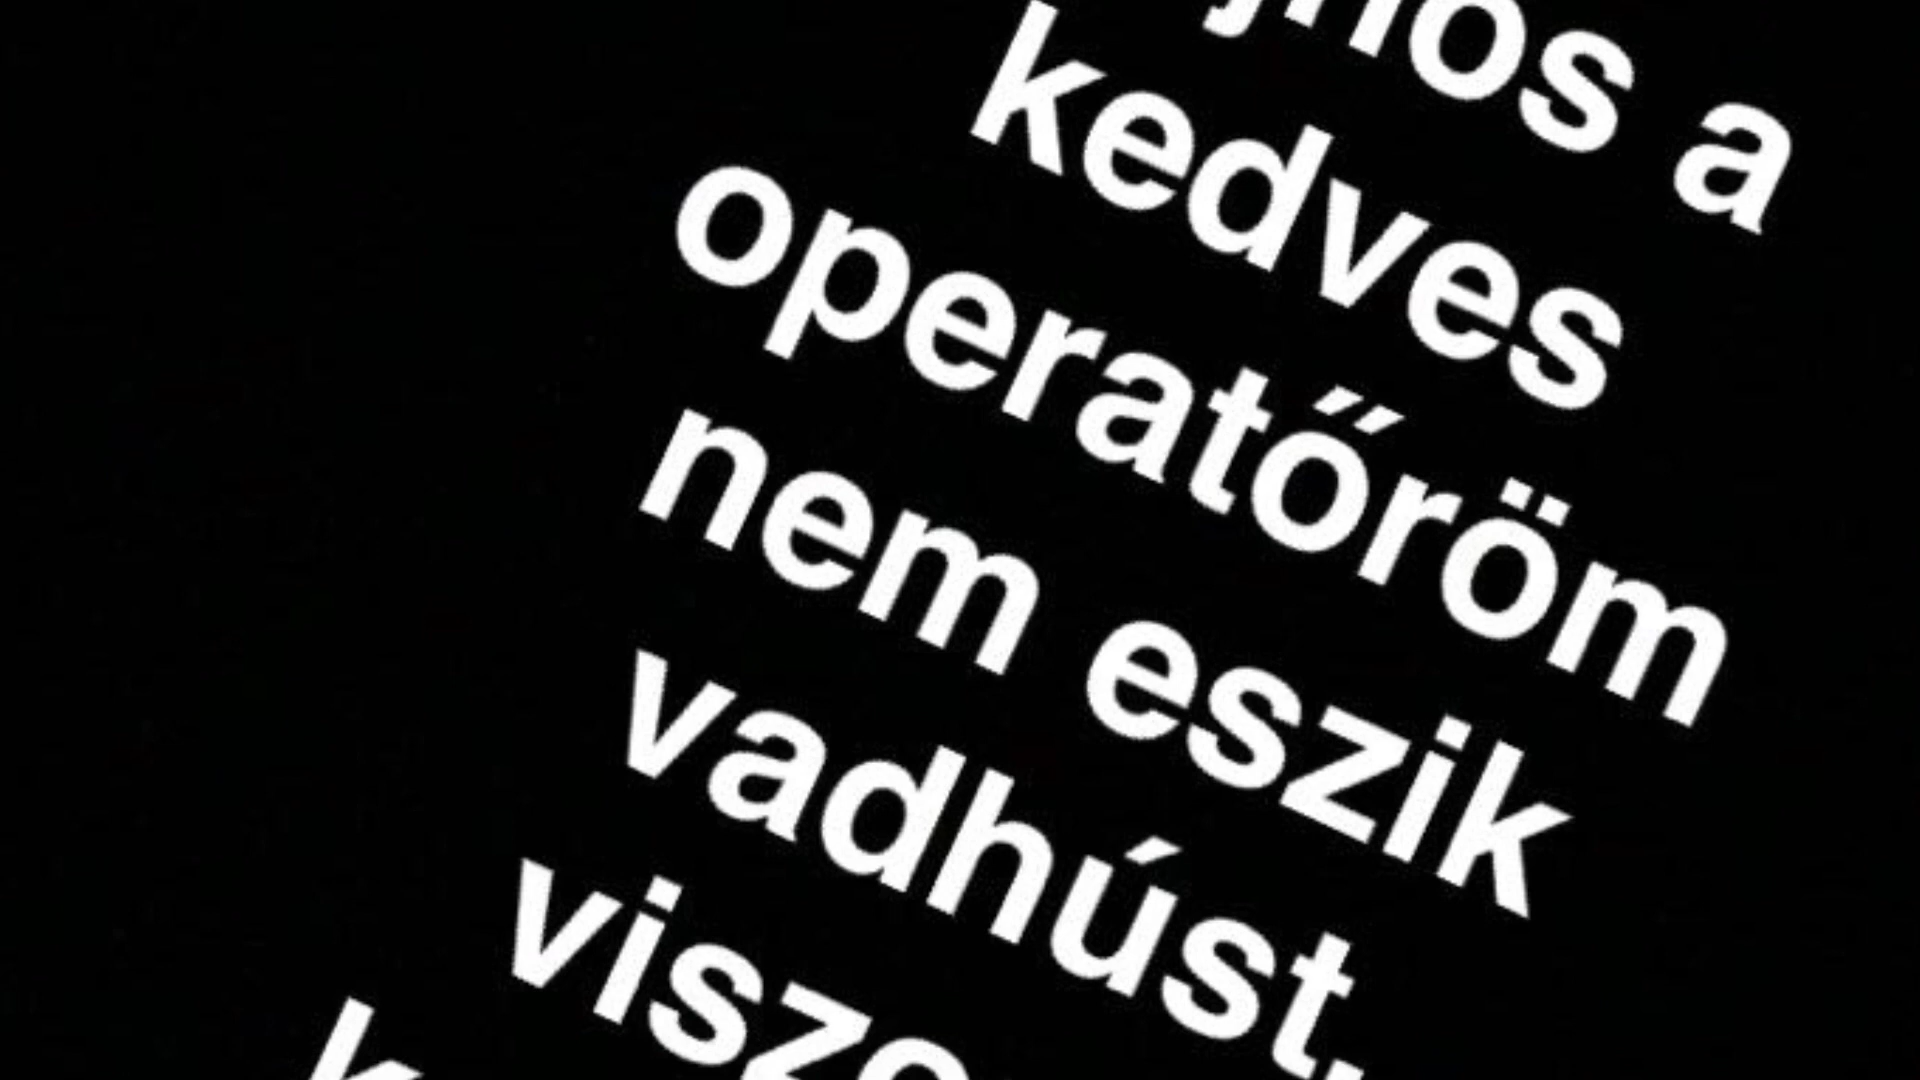 a
kedves
operatőröm
nem eszik
vadhúst,